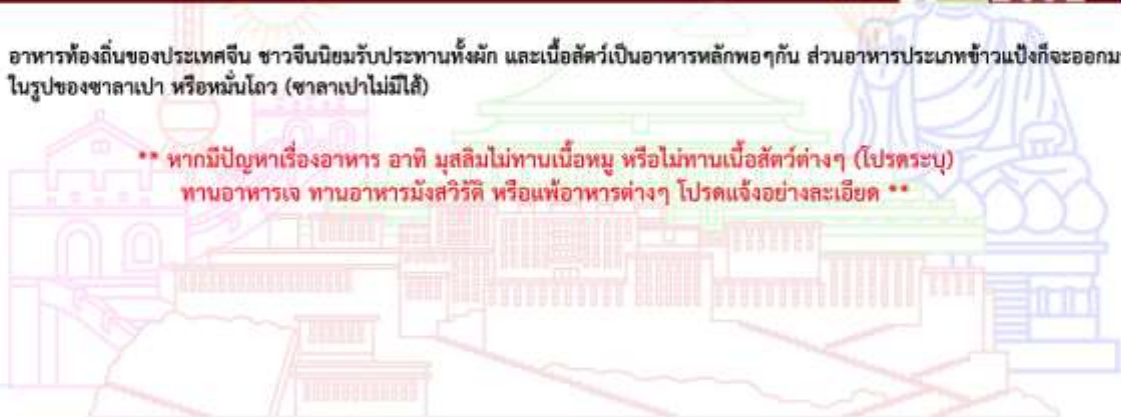 อาหารท้องถิ่นของประเทศจีน ชาวจีนนิยมรับประทานทั้งผัก และเนื้อสัตว์เป็นอาหารหลักพอๆกัน ส่วนอาหารประเภทข้าวแป้งก็จะออกม
ในรูปของซาลาเปา หรือหมั่นโถว (ซาลาเปาไม่มีไส้)
** หากมีปัญหาเรื่องอาหาร อาทิ มุสลิมไม่ทานเนื้อหมู หรือไม่ทานเนื้อสัตว์ต่างๆ (โปรดระบุ)
ทานอาหารเจ ทานอาหารมังสวิรัติ หรือแพ้อาหารต่างๆ โปรดแจ้งอย่างละเอียด **